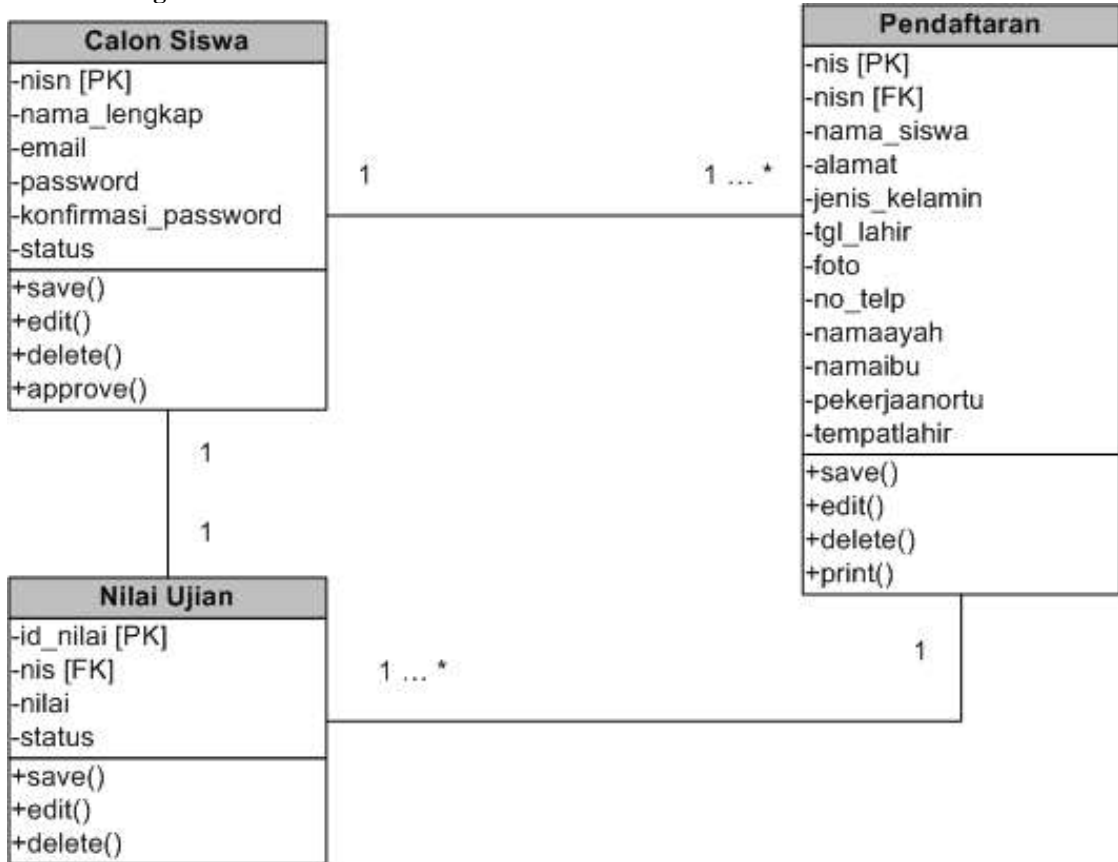 Calon Siswa
-nisn [PK]
-nama_lengkap
-email
-password
-konfirmasi_password
-status
+save()
+edit()
+delete()
+approve()
1
1 ... *
Pendaftaran
-nis [PK]
-nisn [FK]
-nama_siswa
-alamat
-jenis_kelamin
-tgl_lahir
-foto
-no_telp
-namaayah
-namaibu
-pekerjaanortu
-tempatlahir
+save()
+edit()
+delete()
+print()
1
1
Nilai Ujian
-id_nilai [PK]
-nis [FK]
-nilai
-status
+save()
+edit()
+delete()
1 ... *
1